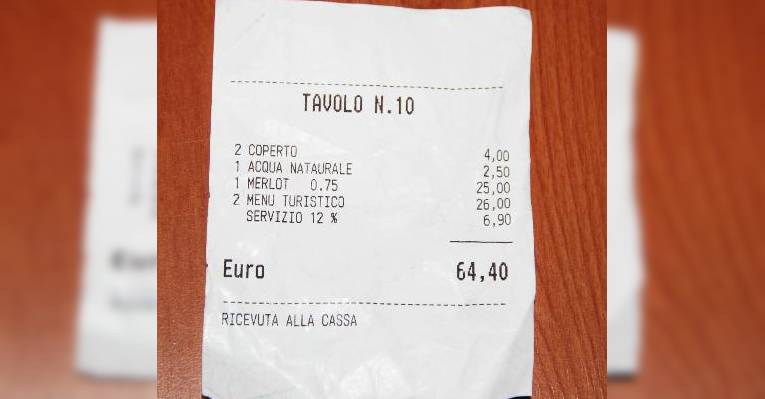 TAVOLO N.10
2 COPERTO 4,00
1 ACQUA NATAURALE 2,50
1 MERLOT 0.75 25,00
2 MENU TURISTICO 26,00
SERVIZIO 12 % 6,90
Euro 64,40
RICEVUTA ALLA CASSA